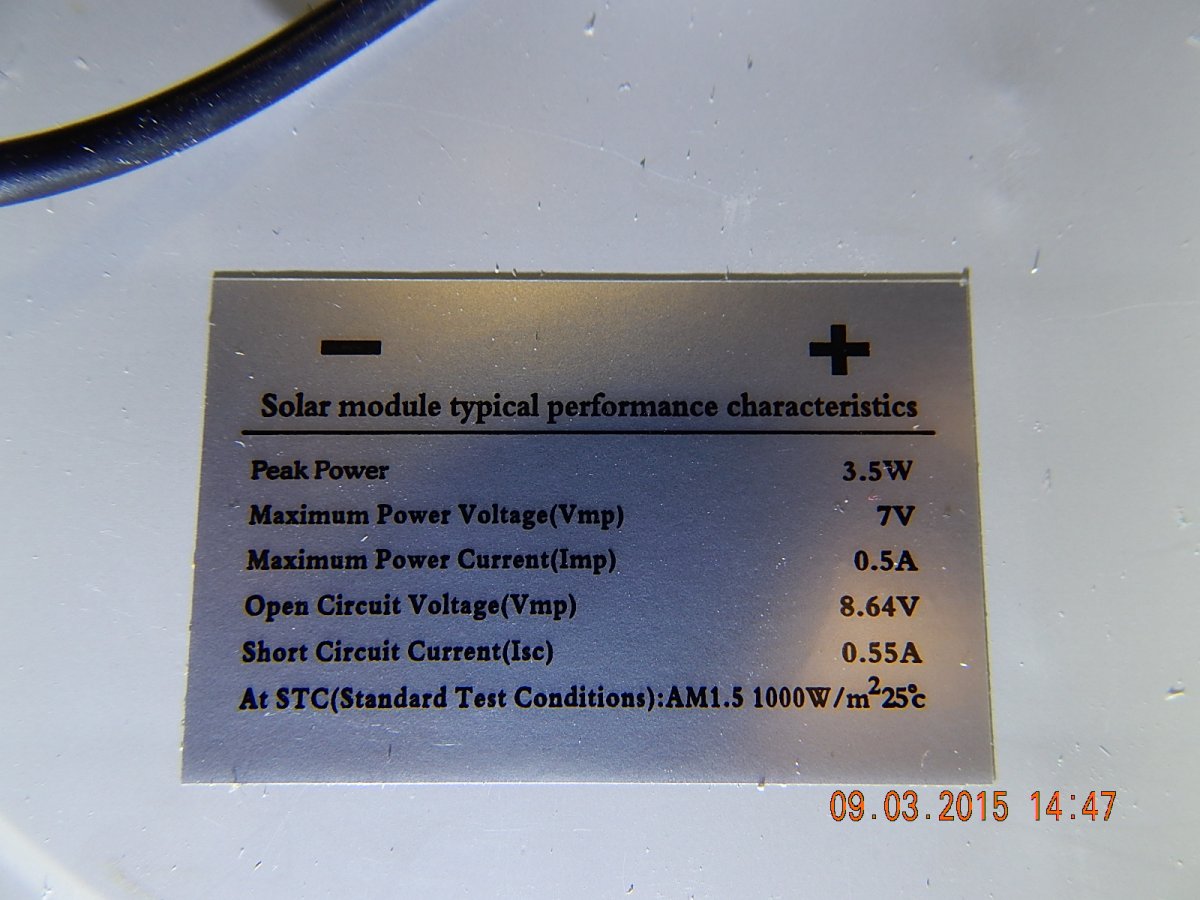 − +
Solar module typical performance characteristics
Peak Power 3.5W
Maximum Power Voltage(Vmp) 7V
Maximum Power Current(Imp) 0.5A
Open Circuit Voltage(Vmp) 8.64V
Short Circuit Current(Isc) 0.55A
At STC(Standard Test Conditions):AM1.5 1000W/m²25℃
09.03.2015 14:47